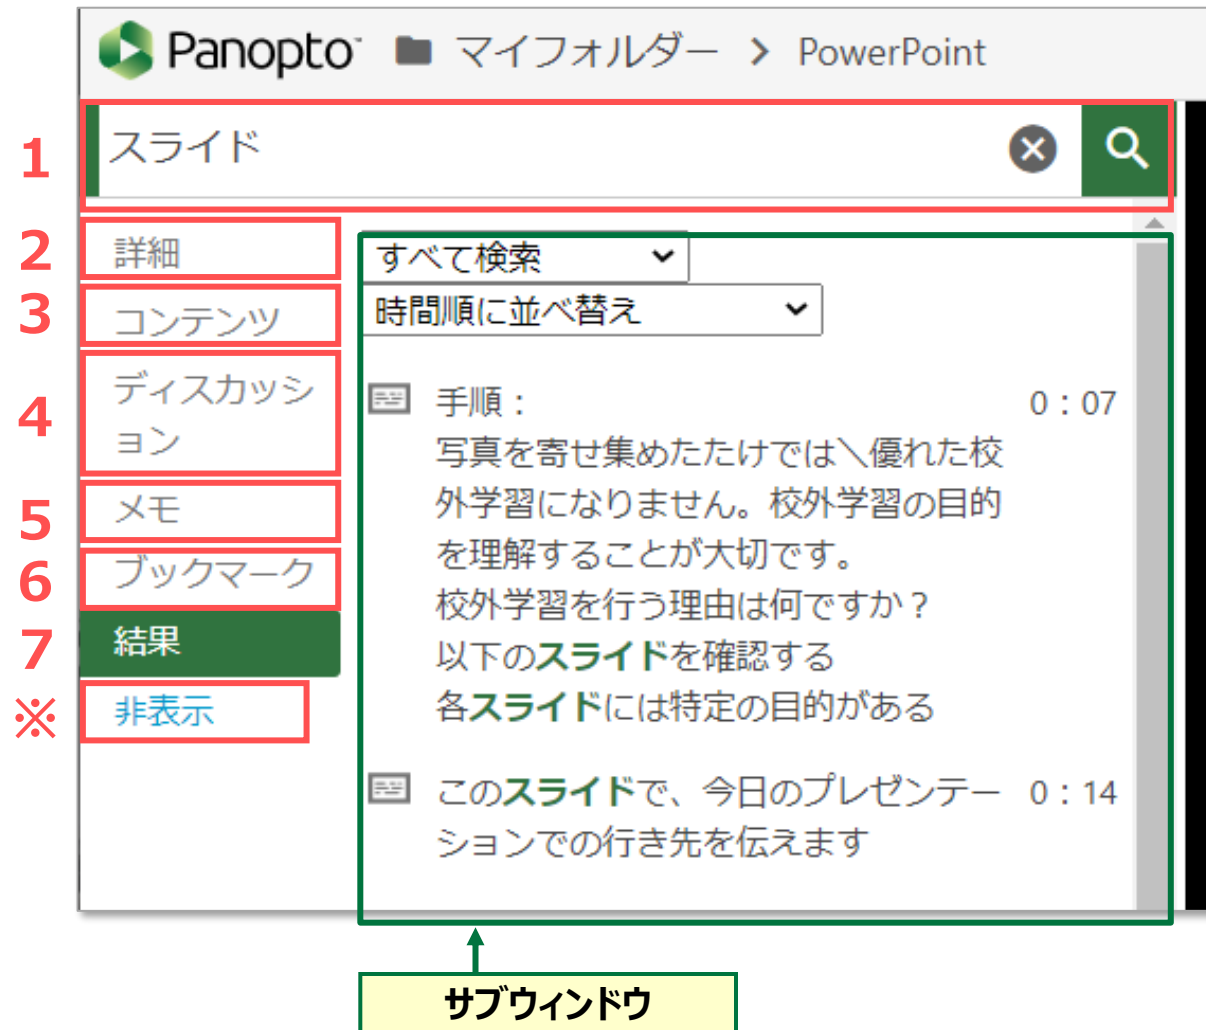 Panopto マイフォルダー > PowerPoint
1 スライド
2 詳細
3 コンテンツ
4 ディスカッシ
ョン
5 メモ
6 ブックマーク
7 結果
※ 非表示
すべて検索
時間順に並べ替え
手順： 0：07
写真を寄せ集めたたけでは＼優れた校
外学習になりません。校外学習の目的
を理解することが大切です。
校外学習を行う理由は何ですか？
以下のスライドを確認する
各スライドには特定の目的がある
このスライドで、今日のプレゼンテー 0：14
ションでの行き先を伝えます
サブウィンドウ